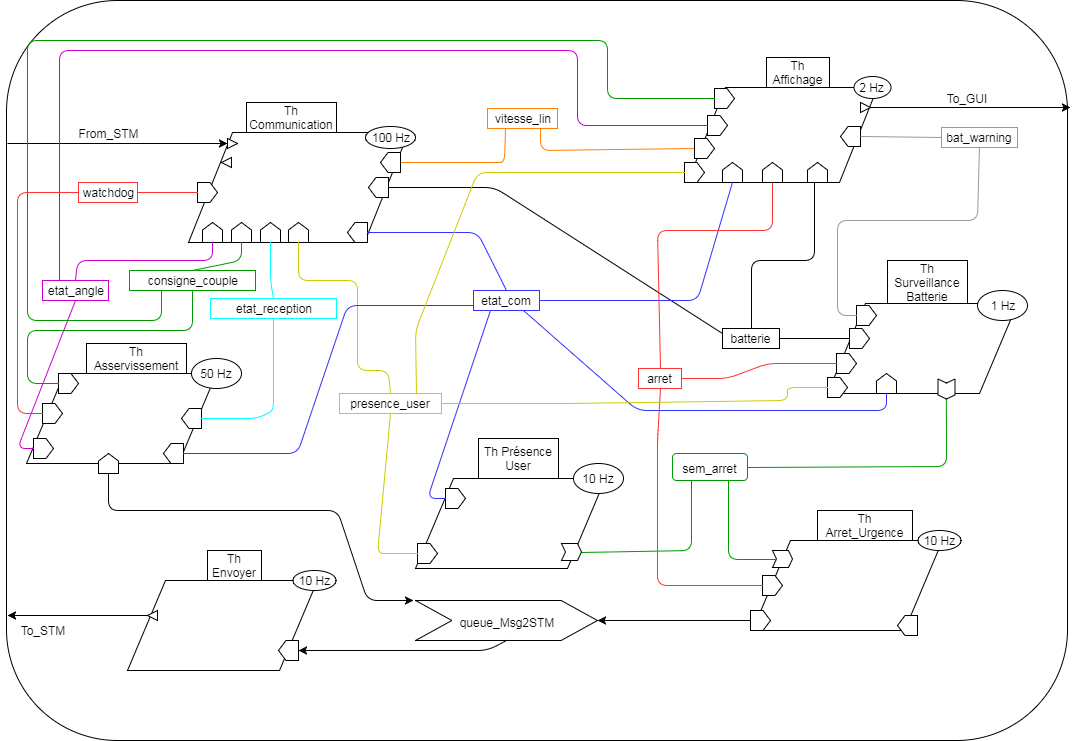 Th
Affichage
2 Hz
To_GUI
Th
Communication
100 Hz
vitesse_lin
From_STM
bat_warning
watchdog
Th
Surveillance
Batterie
1 Hz
etat_angle
consigne_couple
etat_reception
etat_com
batterie
Th
Asservissement
50 Hz
arret
presence_user
Th Présence
User
10 Hz
sem_arret
Th
Arret_Urgence
10 Hz
Th
Envoyer
10 Hz
queue_Msg2STM
To_STM